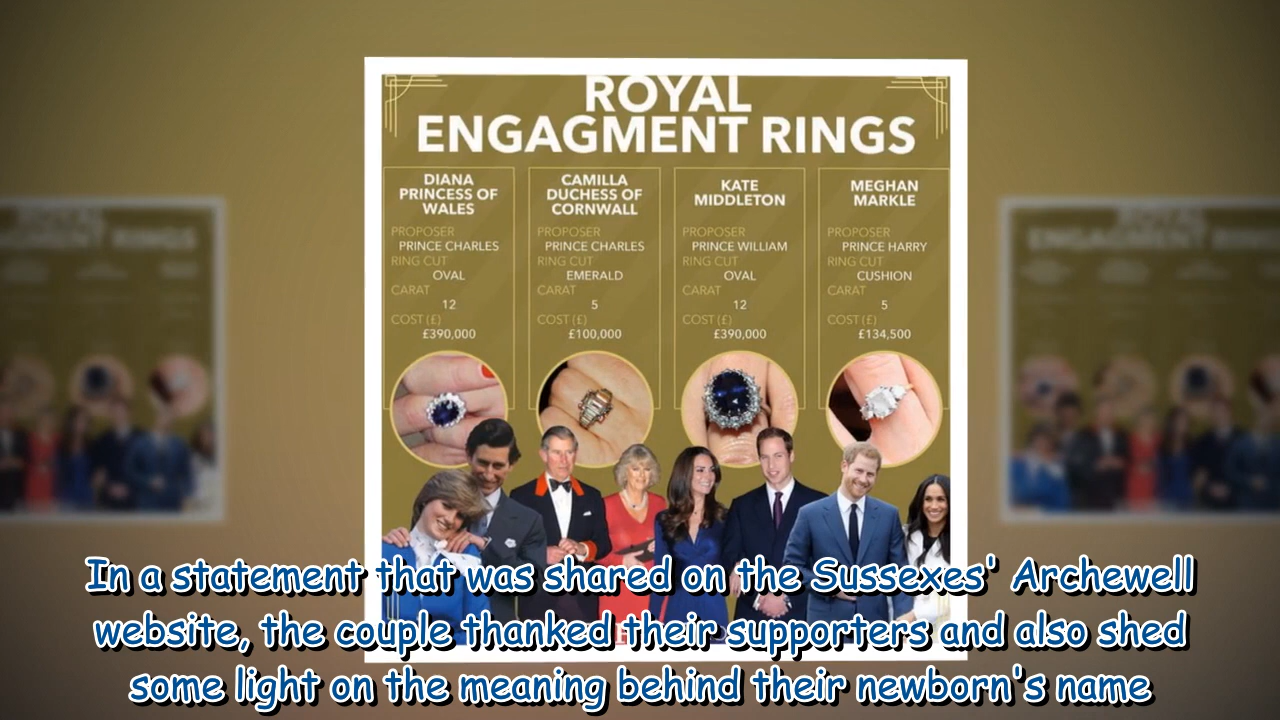 ROYAL
ENGAGMENT RINGS
DIANA
PRINCESS OF
WALES
PROPOSER
PRINCE CHARLES
RING CUT
OVAL
CARAT
12
COST (£)
£390,000
CAMILLA
DUCHESS OF
CORNWALL
PROPOSER
PRINCE CHARLES
RING CUT
EMERALD
CARAT
5
COST (£)
£100,000
KATE
MIDDLETON
PROPOSER
PRINCE WILLIAM
RING CUT
OVAL
CARAT
12
COST (£)
£390,000
MEGHAN
MARKLE
PROPOSER
PRINCE HARRY
RING CUT
CUSHION
CARAT
5
COST (£)
£134,500
In a statement that was shared on the Sussexes' Archewell
website, the couple thanked their supporters and also shed
some light on the meaning behind their newborn's name